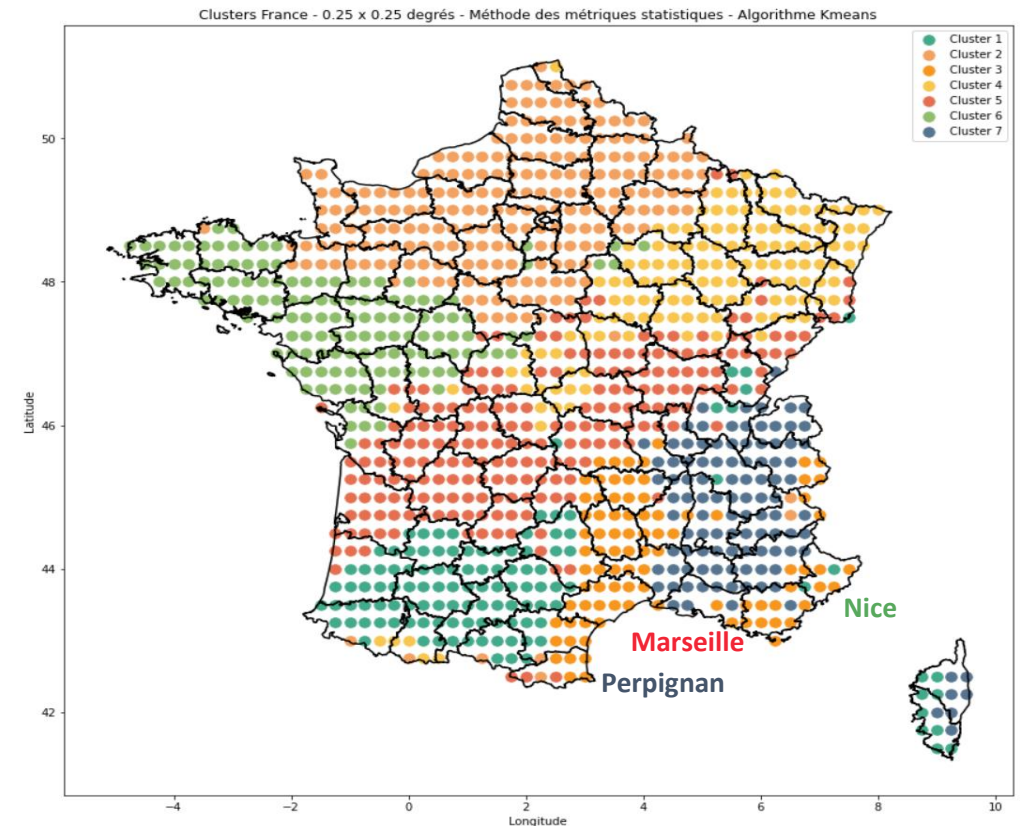 Clusters France - 0.25 x 0.25 degrés - Méthode des métriques statistiques - Algorithme Kmeans
Cluster 1
Cluster 2
Cluster 3
Cluster 4
Cluster 5
Cluster 6
Cluster 7
50
48
46
44
42
Latitude
Nice
Marseille
Perpignan
−4
−2
0
2
4
6
8
10
Longitude